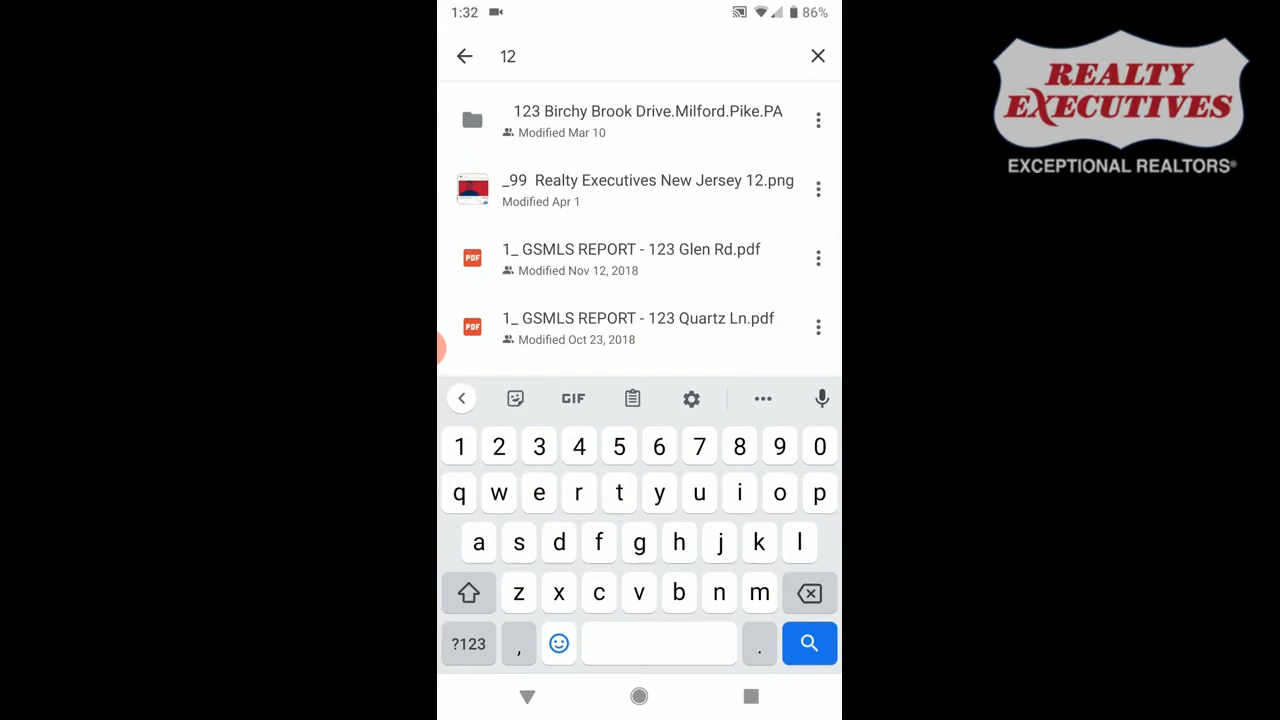 1:32
86%
12
123 Birchy Brook Drive.Milford.Pike.PA
Modified Mar 10
_99 Realty Executives New Jersey 12.png
Modified Apr 1
PDF
1_ GSMLS REPORT - 123 Glen Rd.pdf
Modified Nov 12, 2018
PDF
1_ GSMLS REPORT - 123 Quartz Ln.pdf
Modified Oct 23, 2018
GIF
1 2 3 4 5 6 7 8 9 0
q w e r t y u i o p
a s d f g h j k l
z x c v b n m
?123 , .
REALTY
EXECUTIVES
EXCEPTIONAL REALTORS®